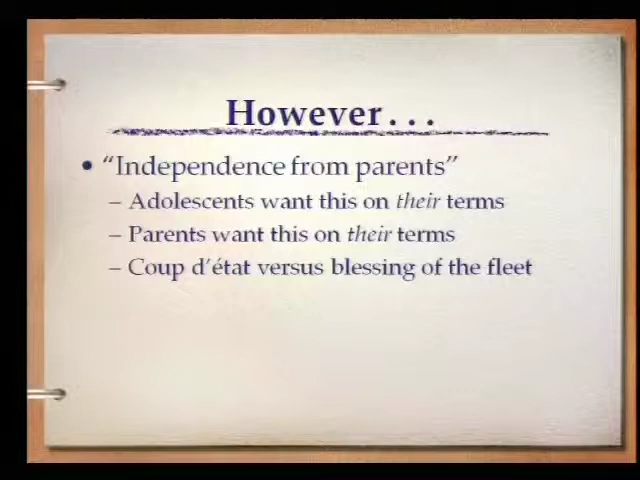 However . . .
• “Independence from parents”
– Adolescents want this on their terms
– Parents want this on their terms
– Coup d’état versus blessing of the fleet